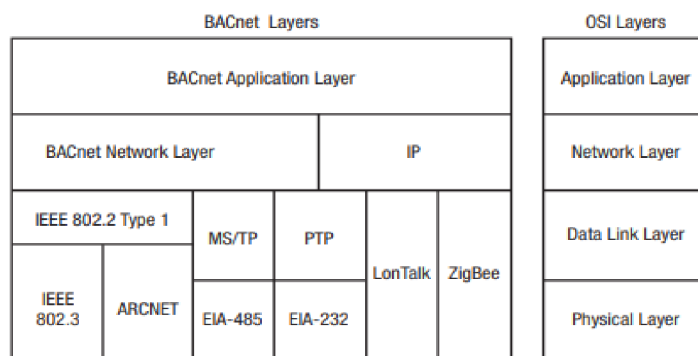 BACnet Layers
OSI Layers
BACnet Application Layer
Application Layer
BACnet Network Layer
IP
Network Layer
IEEE 802.2 Type 1
MS/TP
PTP
LonTalk
ZigBee
Data Link Layer
IEEE
802.3
ARCNET
EIA-485
EIA-232
Physical Layer